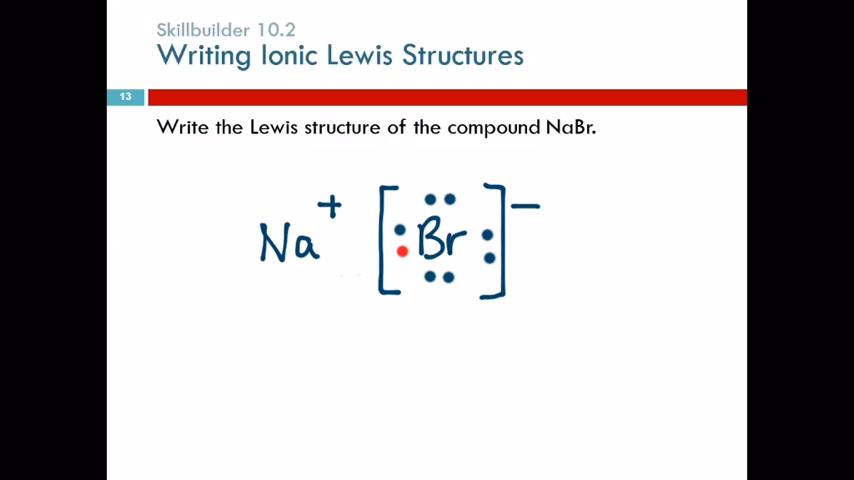 Skillbuilder 10.2
Writing Ionic Lewis Structures
13
Write the Lewis structure of the compound NaBr.
Na + [Br] −